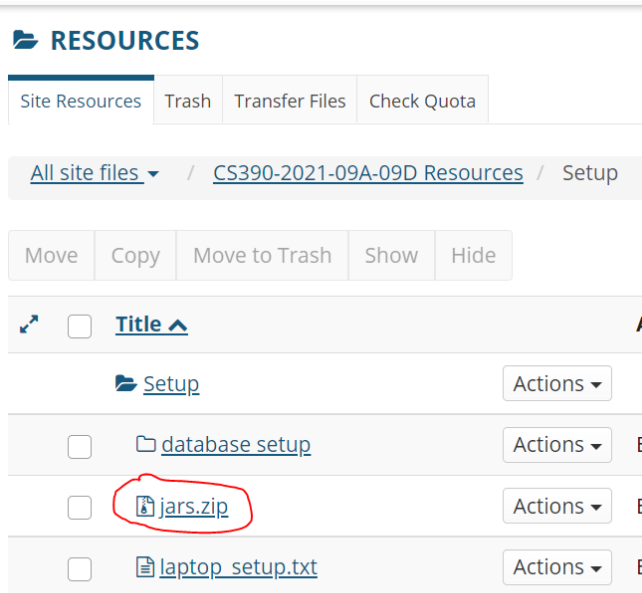 RESOURCES
Site Resources Trash Transfer Files Check Quota
All site files / CS390-2021-09A-09D Resources / Setup
Move Copy Move to Trash Show Hide
Title
Setup Actions
database setup Actions
jars.zip Actions
laptop_setup.txt Actions